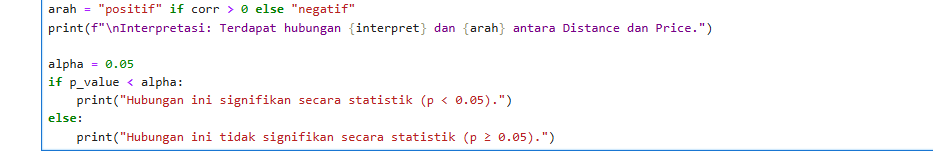 arah = "positif" if corr > 0 else "negatif"
print(f"\nInterpretasi: Terdapat hubungan {interpret} dan {arah} antara Distance dan Price.")
alpha = 0.05
if p_value < alpha:
    print("Hubungan ini signifikan secara statistik (p < 0.05).")
else:
    print("Hubungan ini tidak signifikan secara statistik (p ≥ 0.05).")